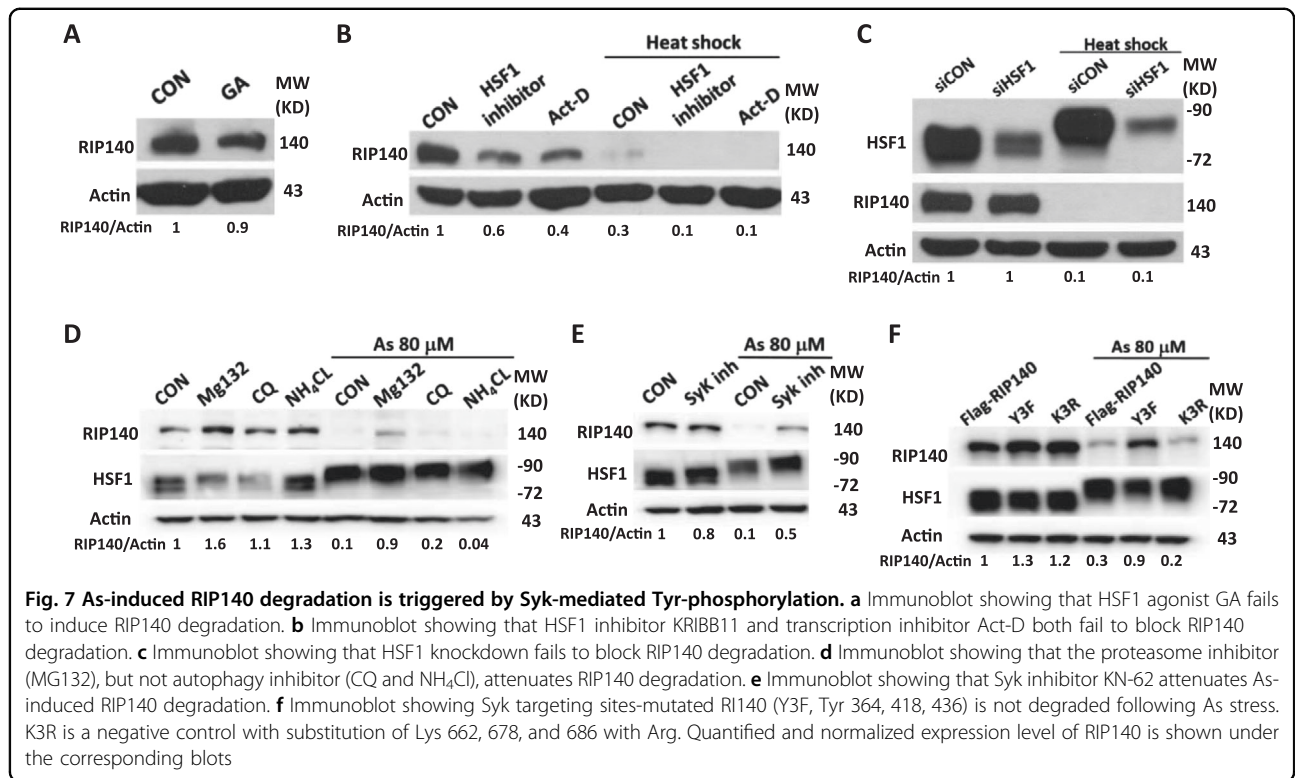 A
CON GA MW
(KD)
RIP140 140
Actin 43
RIP140/Actin 1 0.9
B
Heat shock
CON HSF1 inhibitor Act-D CON HSF1 inhibitor Act-D MW
(KD)
RIP140 140
Actin 43
RIP140/Actin 1 0.6 0.4 0.3 0.1 0.1
C
Heat shock
siCON siHSF1 siCON siHSF1 MW
(KD)
HSF1 -90
-72
RIP140 140
Actin 43
RIP140/Actin 1 1 0.1 0.1
D
As 80 μM
CON Mg132 CQ NH₄CL CON Mg132 CQ NH₄CL MW
(KD)
RIP140 140
HSF1 -90
-72
Actin 43
RIP140/Actin 1 1.6 1.1 1.3 0.1 0.9 0.2 0.04
E
As 80 μM
CON SyK inh CON Syk inh MW
(KD)
RIP140 140
HSF1 -90
-72
Actin 43
RIP140/Actin 1 0.8 0.1 0.5
F
As 80 μM
Flag-RIP140 Y3F K3R Flag-RIP140 Y3F K3R MW
(KD)
RIP140 140
HSF1 -90
-72
Actin 43
RIP140/Actin 1 1.3 1.2 0.3 0.9 0.2
Fig. 7 As-induced RIP140 degradation is triggered by Syk-mediated Tyr-phosphorylation. a Immunoblot showing that HSF1 agonist GA fails
to induce RIP140 degradation. b Immunoblot showing that HSF1 inhibitor KRIBB11 and transcription inhibitor Act-D both fail to block RIP140
degradation. c Immunoblot showing that HSF1 knockdown fails to block RIP140 degradation. d Immunoblot showing that the proteasome inhibitor
(MG132), but not autophagy inhibitor (CQ and NH₄Cl), attenuates RIP140 degradation. e Immunoblot showing that Syk inhibitor KN-62 attenuates As-
induced RIP140 degradation. f Immunoblot showing Syk targeting sites-mutated RI140 (Y3F, Tyr 364, 418, 436) is not degraded following As stress.
K3R is a negative control with substitution of Lys 662, 678, and 686 with Arg. Quantified and normalized expression level of RIP140 is shown under
the corresponding blots